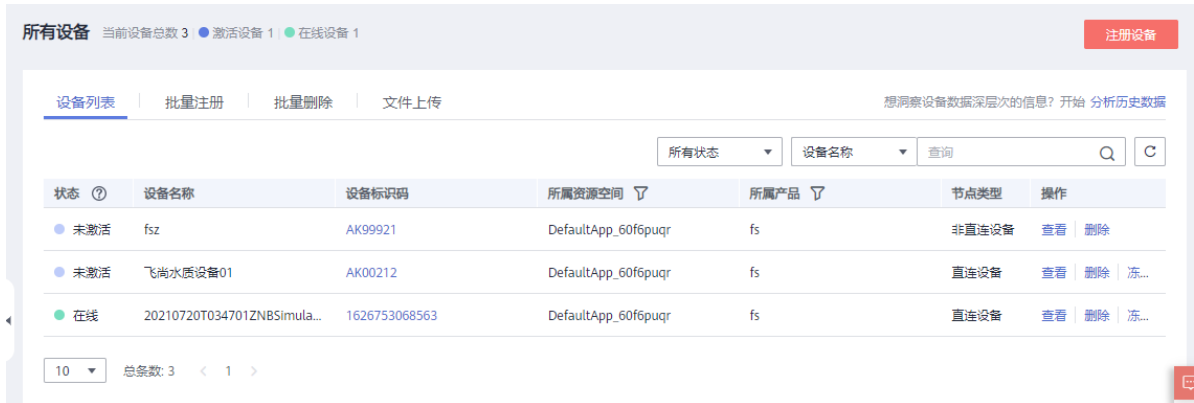 所有设备 当前设备总数 3 激活设备 1 在线设备 1 注册设备
设备列表 批量注册 批量删除 文件上传 想洞察设备数据深层次的信息？开始 分析历史数据
所有状态 设备名称 查询
状态 设备名称 设备标识码 所属资源空间 所属产品 节点类型 操作
未激活 fsz AK99921 DefaultApp_60f6puqr fs 非直连设备 查看 删除
未激活 飞尚水质设备01 AK00212 DefaultApp_60f6puqr fs 直连设备 查看 删除 冻...
在线 20210720T034701ZNBSimula... 1626753068563 DefaultApp_60f6puqr fs 直连设备 查看 删除 冻...
10 总条数: 3 < 1 >